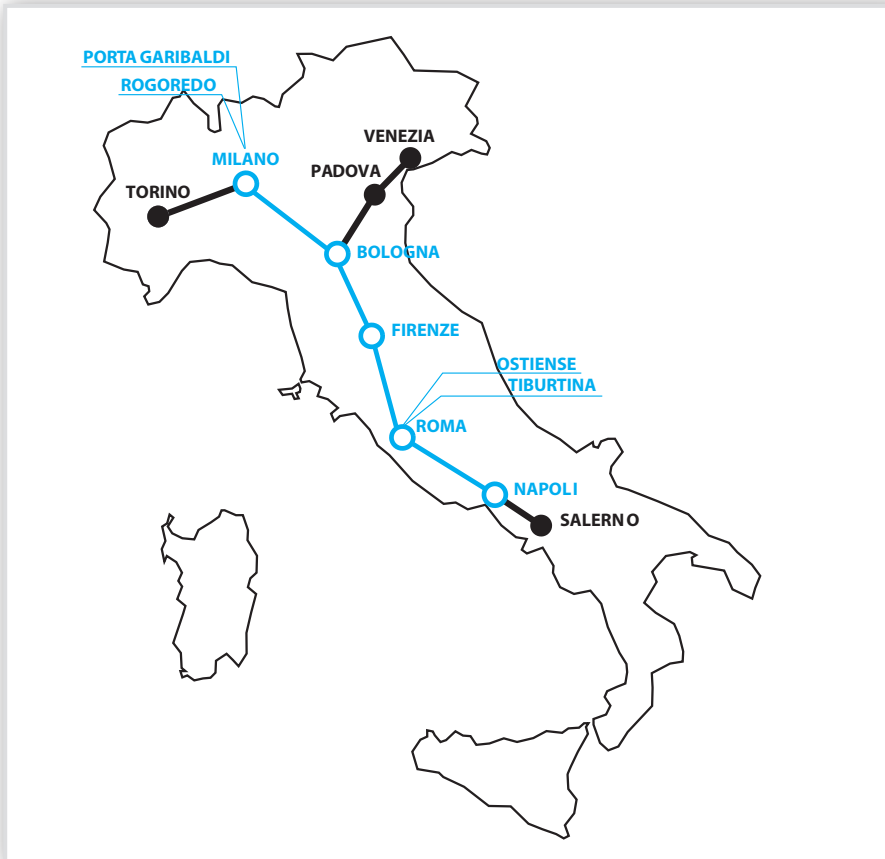 PORTA GARIBALDI
ROGOREDO
VENEZIA
MILANO
PADOVA
TORINO
BOLOGNA
FIRENZE
OSTIENSE
TIBURTINA
ROMA
NAPOLI
SALERNO